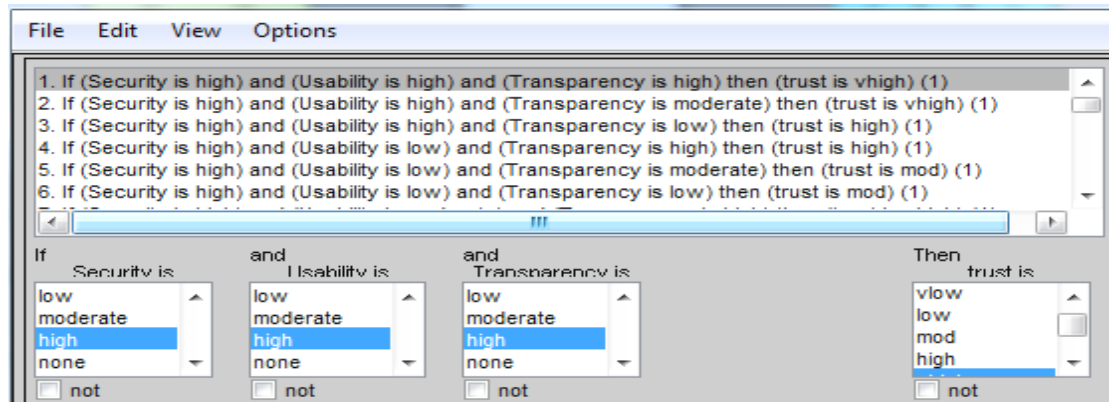 File Edit View Options
1. If (Security is high) and (Usability is high) and (Transparency is high) then (trust is vhigh) (1)
2. If (Security is high) and (Usability is high) and (Transparency is moderate) then (trust is vhigh) (1)
3. If (Security is high) and (Usability is high) and (Transparency is low) then (trust is high) (1)
4. If (Security is high) and (Usability is low) and (Transparency is high) then (trust is high) (1)
5. If (Security is high) and (Usability is low) and (Transparency is moderate) then (trust is mod) (1)
6. If (Security is high) and (Usability is low) and (Transparency is low) then (trust is mod) (1)
If and and Then
Security is Usability is Transparency is trust is
low low low vlow
moderate moderate moderate low
high high high mod
none none none high
not not not not